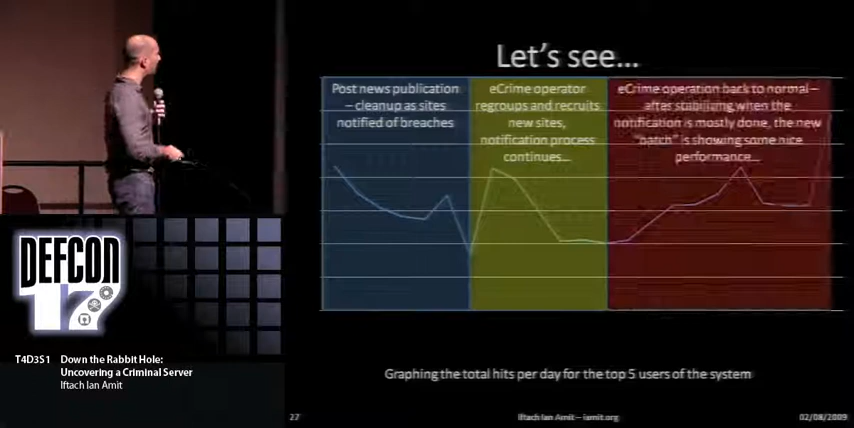 Let's see...
Post news publication
– cleanup as sites
notified of breaches
eCrime operator
regroups and recruits
new sites,
notification process
continues...
eCrime operation back to normal –
after stabilizing when the
notification is mostly done, the new
"batch" is showing some nice
performance...
Graphing the total hits per day for the top 5 users of the system
27
Iftach Ian Amit – iamit.org
02/08/2009
DEFCON
17
T4D3S1
Down the Rabbit Hole:
Uncovering a Criminal Server
Iftach Ian Amit